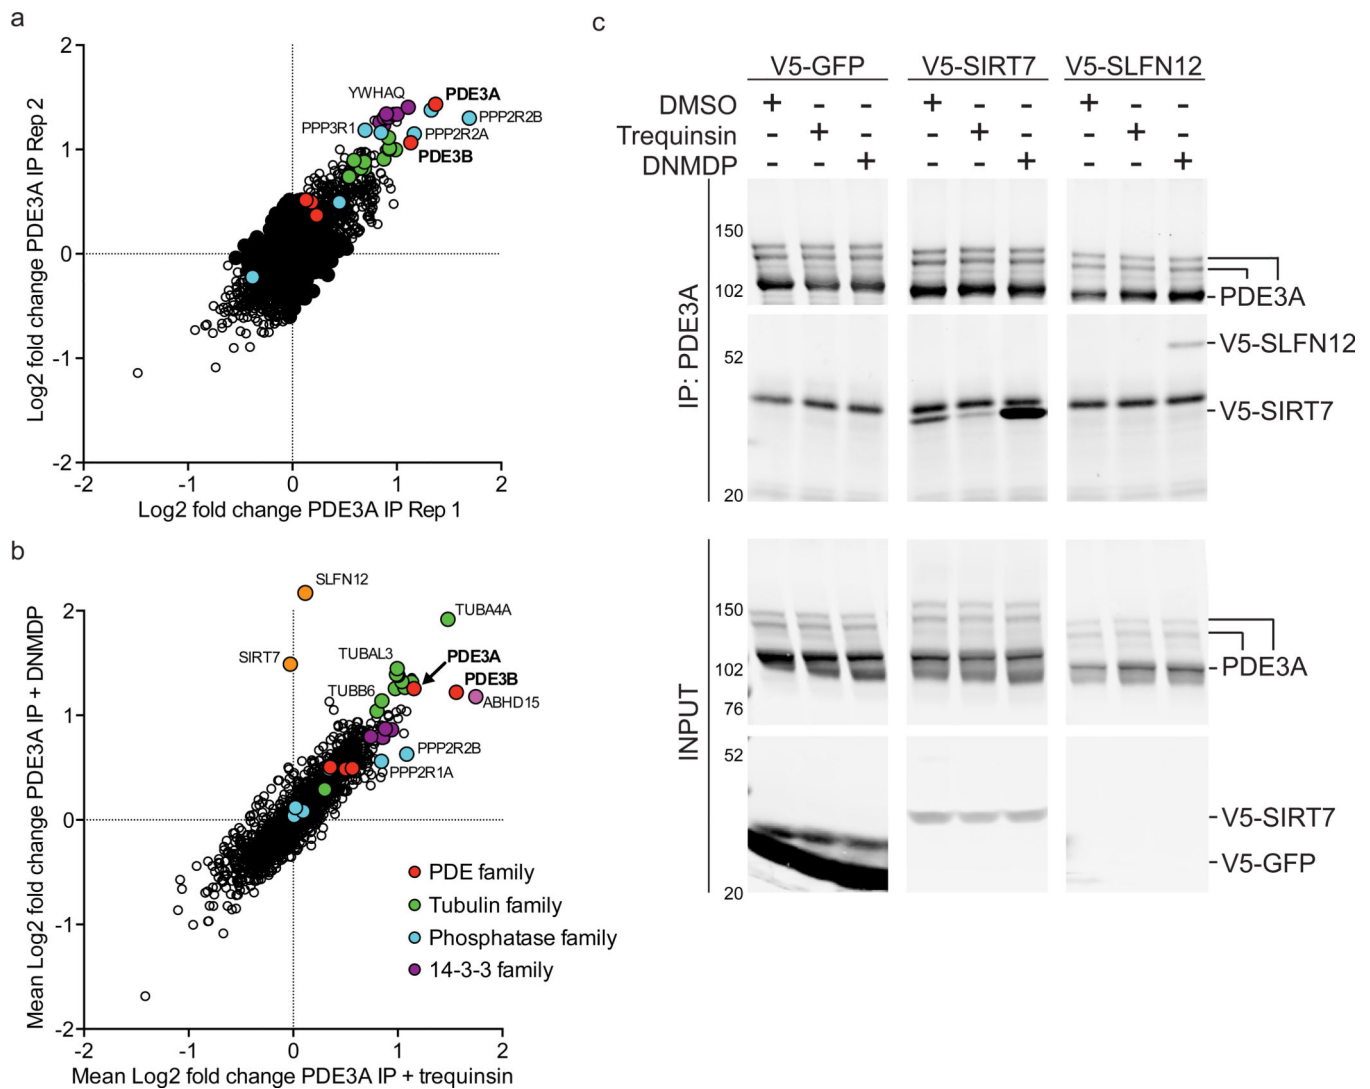 a
2
1
0
-1
-2
-2
-1
0
1
2
Log2 fold change PDE3A IP Rep 2
Log2 fold change PDE3A IP Rep 1
YWHAQ
PDE3A
PPP2R2B
PPP3R1
PPP2R2A
PDE3B
b
2
1
0
-1
-2
-2
-1
0
1
2
Mean Log2 fold change PDE3A IP + DNMDP
Mean Log2 fold change PDE3A IP + trequinsin
SLFN12
TUBA4A
SIRT7
TUBAL3
PDE3A
PDE3B
TUBB6
ABHD15
PPP2R2B
PPP2R1A
PDE family
Tubulin family
Phosphatase family
14-3-3 family
c
V5-GFP V5-SIRT7 V5-SLFN12
DMSO + - - + - - + - -
Trequinsin - + - - + - - + -
DNMDP - - + - - + - - +
IP: PDE3A
150
102
PDE3A
52
V5-SLFN12
V5-SIRT7
20
INPUT
150
102
PDE3A
76
52
V5-SIRT7
V5-GFP
20